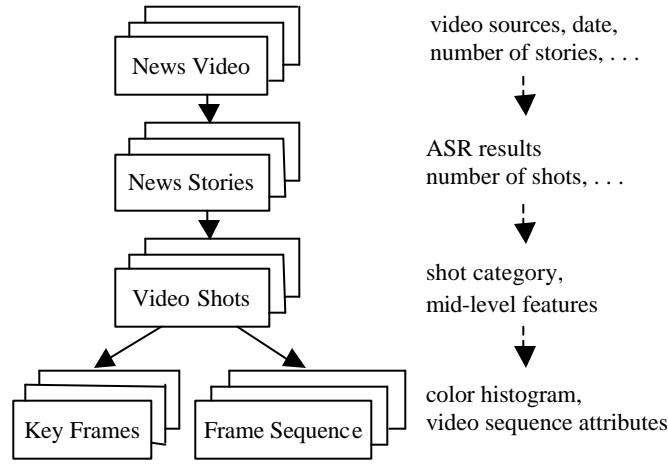 News Video
video sources, date,
number of stories, . . .
News Stories
ASR results
number of shots, . . .
Video Shots
shot category,
mid-level features
Key Frames
Frame Sequence
color histogram,
video sequence attributes